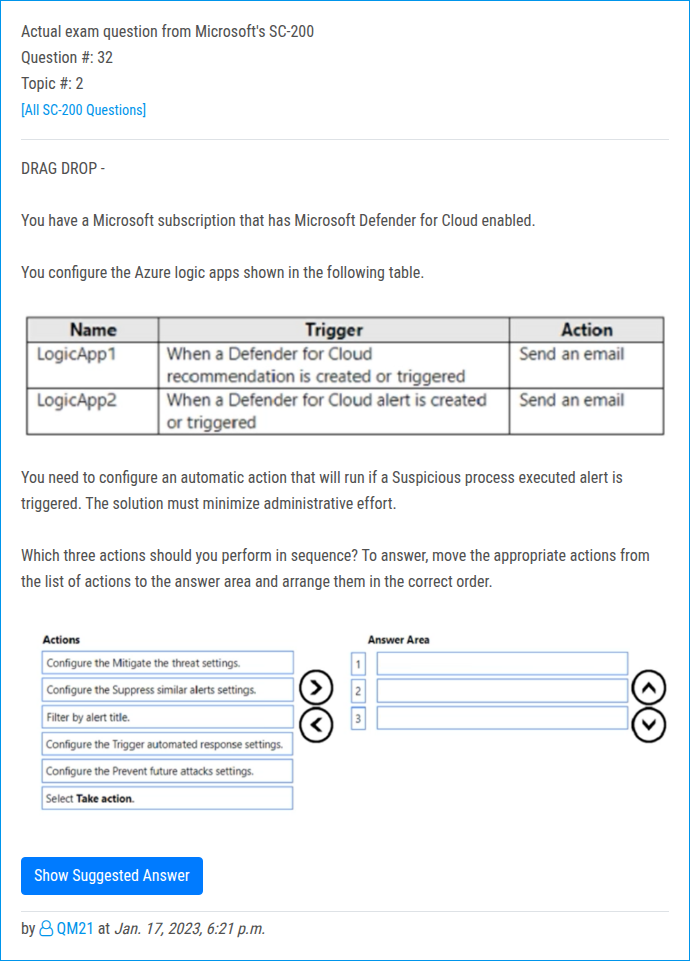 Actual exam question from Microsoft's SC-200
Question #: 32
Topic #: 2
[All SC-200 Questions]
DRAG DROP -
You have a Microsoft subscription that has Microsoft Defender for Cloud enabled.
You configure the Azure logic apps shown in the following table.
Name Trigger Action
LogicApp1 When a Defender for Cloud Send an email
recommendation is created or triggered
LogicApp2 When a Defender for Cloud alert is created Send an email
or triggered
You need to configure an automatic action that will run if a Suspicious process executed alert is
triggered. The solution must minimize administrative effort.
Which three actions should you perform in sequence? To answer, move the appropriate actions from
the list of actions to the answer area and arrange them in the correct order.
Actions Answer Area
Configure the Mitigate the threat settings. 1
Configure the Suppress similar alerts settings. 2
Filter by alert title. 3
Configure the Trigger automated response settings.
Configure the Prevent future attacks settings.
Select Take action.
Show Suggested Answer
by QM21 at Jan. 17, 2023, 6:21 p.m.